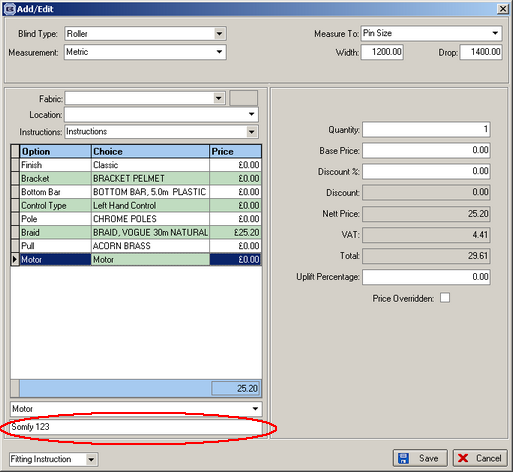 Add/Edit
Blind Type: Roller
Measure To: Pin Size
Measurement: Metric
Width: 1200.00 Drop: 1400.00
Fabric:
Location:
Instructions: Instructions
Option Choice Price
Finish Classic £0.00
Bracket BRACKET PELMET £0.00
Bottom Bar BOTTOM BAR, 5.0m PLASTIC £0.00
Control Type Left Hand Control £0.00
Pole CHROME POLES £0.00
Braid BRAID, VOGUE 30m NATURAL £25.20
Pull ACORN BRASS £0.00
Motor Motor £0.00
25.20
Motor
Somfy 123
Fitting Instruction
Quantity: 1
Base Price: 0.00
Discount %: 0.00
Discount: 0.00
Nett Price: 25.20
VAT: 4.41
Total: 29.61
Uplift Percentage: 0.00
Price Overridden:
Save Cancel